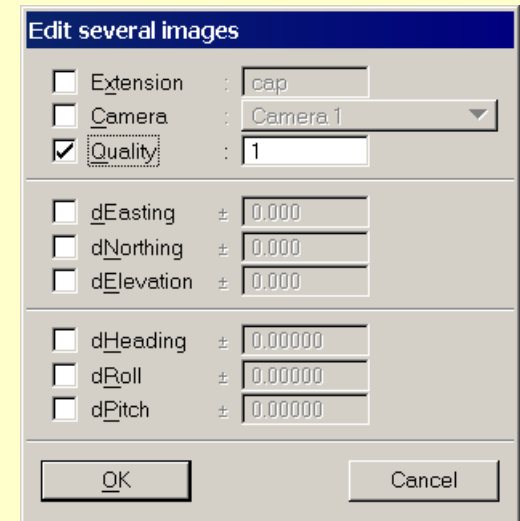 Edit several images
Extension : cap
Camera : Camera 1
Quality : 1
dEasting ± 0.000
dNorthing ± 0.000
dElevation ± 0.000
dHeading ± 0.00000
dRoll ± 0.00000
dPitch ± 0.00000
OK Cancel